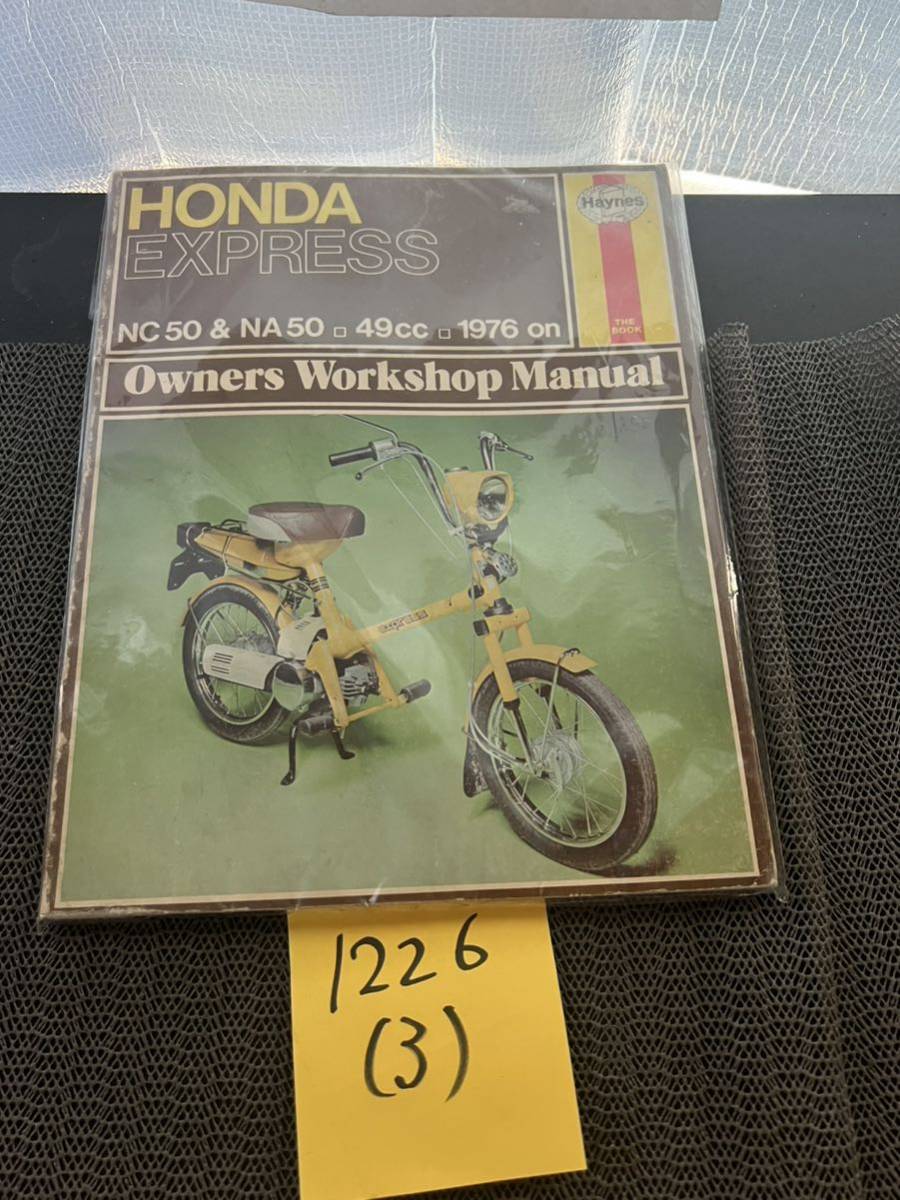 HONDA
EXPRESS
NC50 & NA50 ▫ 49cc ▫ 1976 on
Haynes
THE
BOOK
Owners Workshop Manual
express
1226
(3)